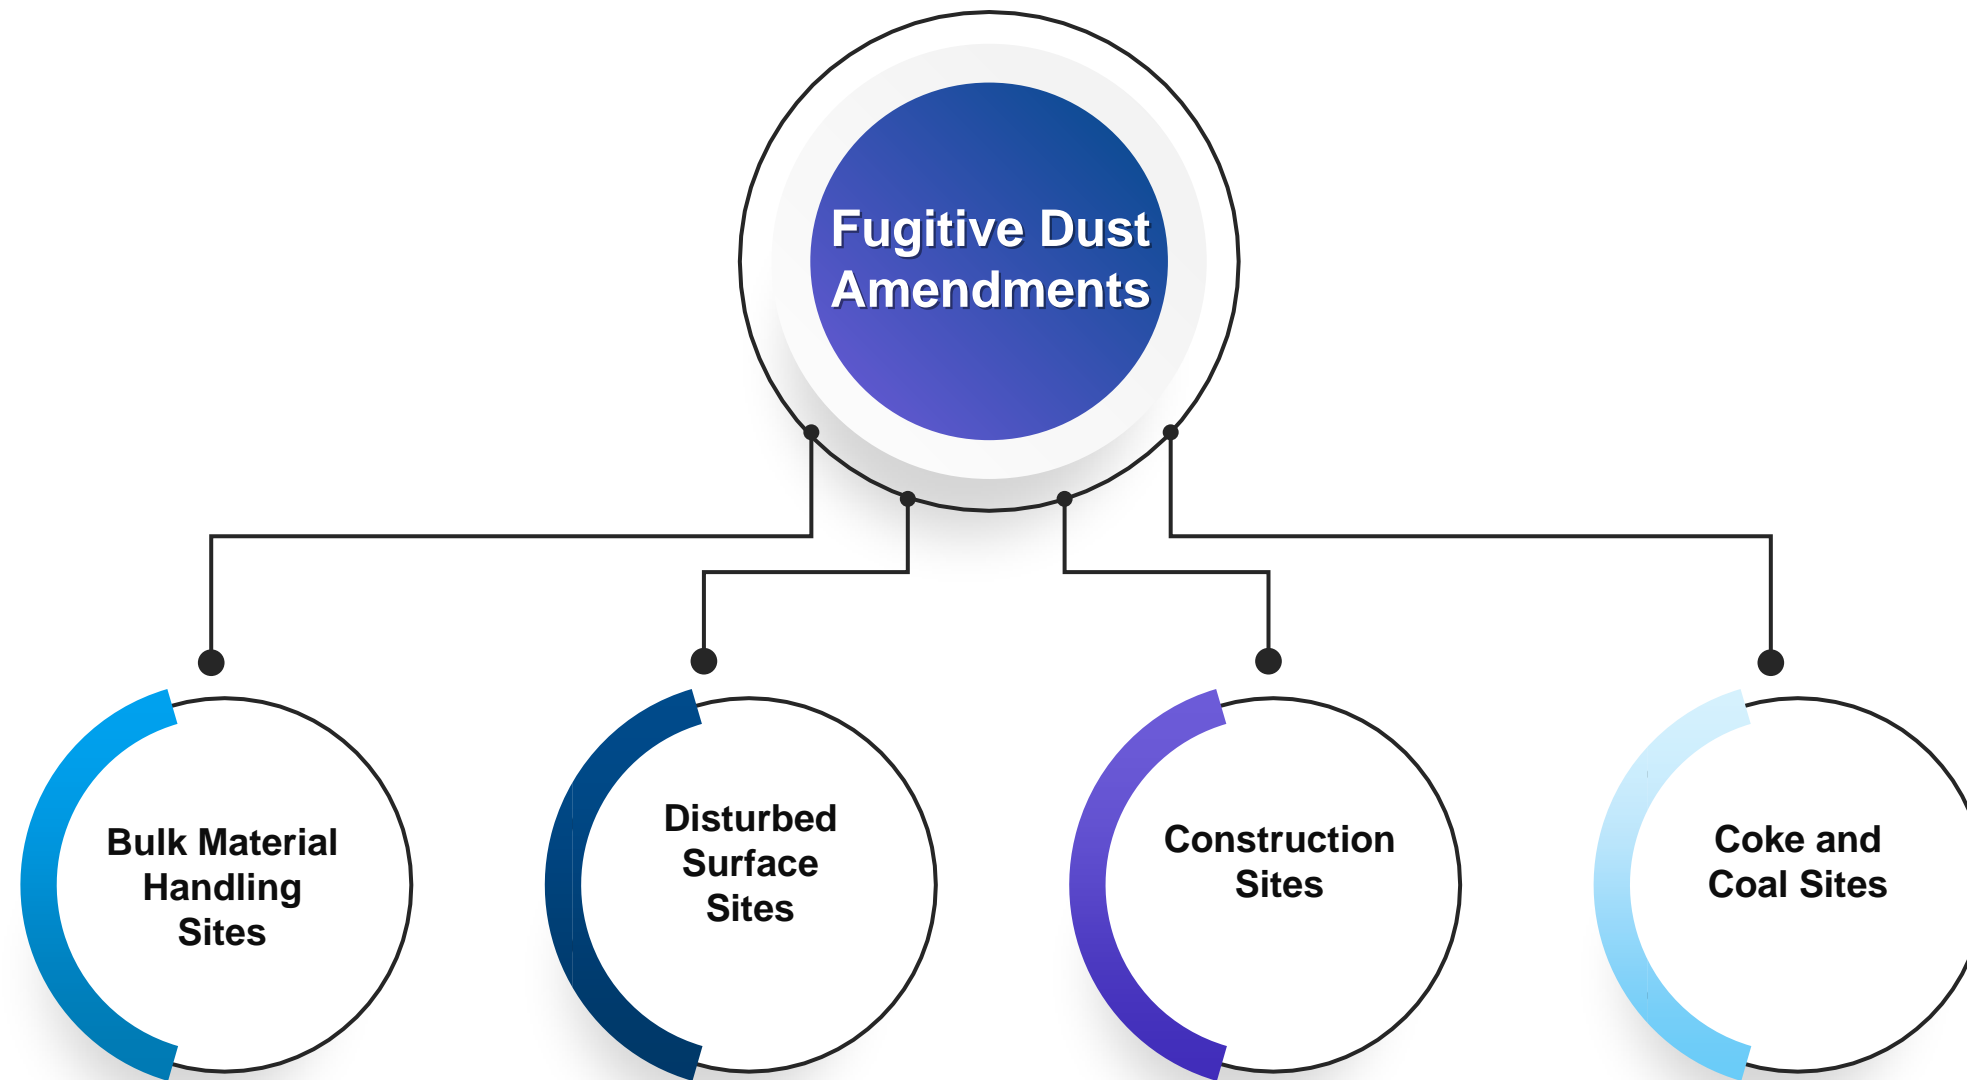 Fugitive Dust
Amendments
Bulk Material
Handling
Sites
Disturbed
Surface
Sites
Construction
Sites
Coke and
Coal Sites